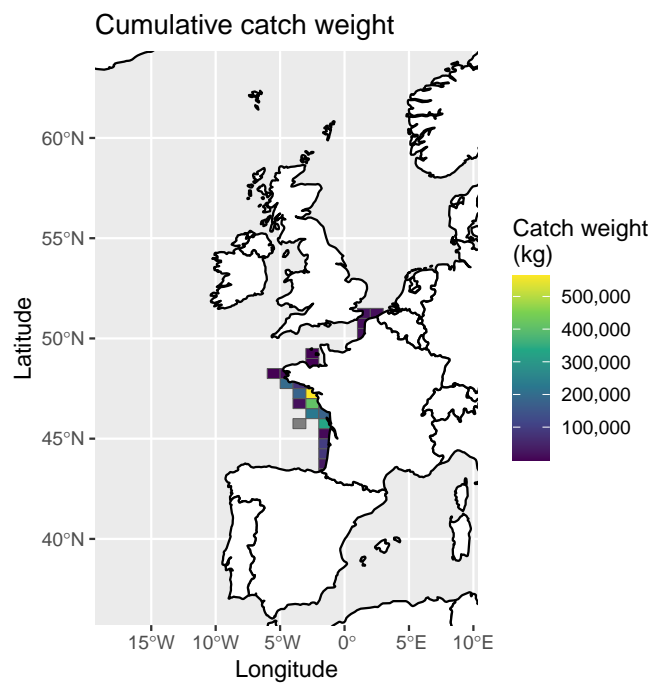 Cumulative catch weight
60°N
55°N
50°N
45°N
40°N
Latitude
15°W
10°W
5°W
0°
5°E
10°E
Longitude
Catch weight
(kg)
500,000
400,000
300,000
200,000
100,000